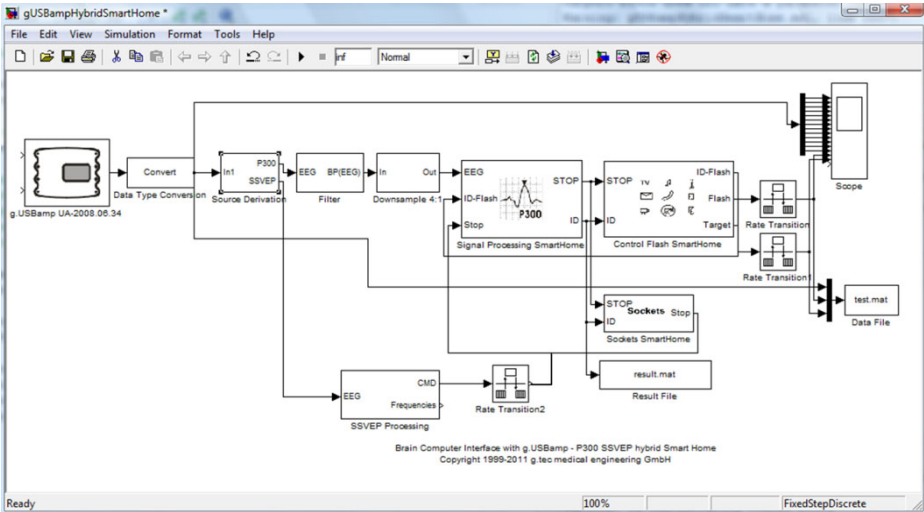 gUSBampHybridSmartHome *
File Edit View Simulation Format Tools Help
inf Normal
g.USBamp UA-2008.06.34
Convert
Data Type Conversion
In1 P300
SSVEP
Source Derivation
EEG BP(EEG)
Filter
In Out
Downsample 4:1
EEG STOP
ID-Flash
P300
Stop ID
Signal Processing SmartHome
STOP ID-Flash
TV
Flash
ID
Target
Control Flash SmartHome
Rate Transition
Rate Transition1
Scope
test.mat
Data File
STOP
Sockets Stop
ID
Sockets SmartHome
result.mat
Result File
EEG CMD
Frequencies
SSVEP Processing
Rate Transition2
Brain Computer Interface with g.USBamp - P300 SSVEP hybrid Smart Home
Copyright 1999-2011 g.tec medical engineering GmbH
Ready 100% FixedStepDiscrete